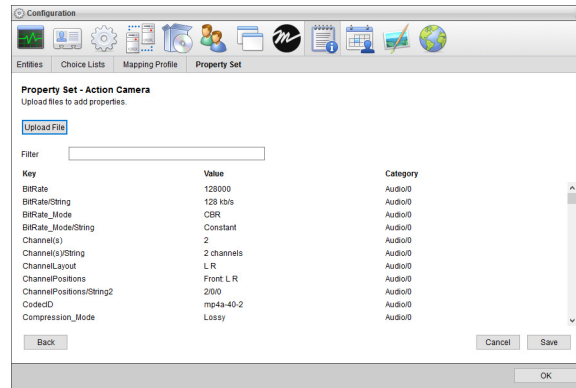 Configuration
Entities Choice Lists Mapping Profile Property Set
Property Set - Action Camera
Upload files to add properties.
Upload File
Filter
Key Value Category
BitRate 128000 Audio/0
BitRate/String 128 kb/s Audio/0
BitRate_Mode CBR Audio/0
BitRate_Mode/String Constant Audio/0
Channel(s) 2 Audio/0
Channel(s)/String 2 channels Audio/0
ChannelLayout L R Audio/0
ChannelPositions Front: L R Audio/0
ChannelPositions/String2 2/0/0 Audio/0
CodecID mp4a-40-2 Audio/0
Compression_Mode Lossy Audio/0
Back Cancel Save
OK